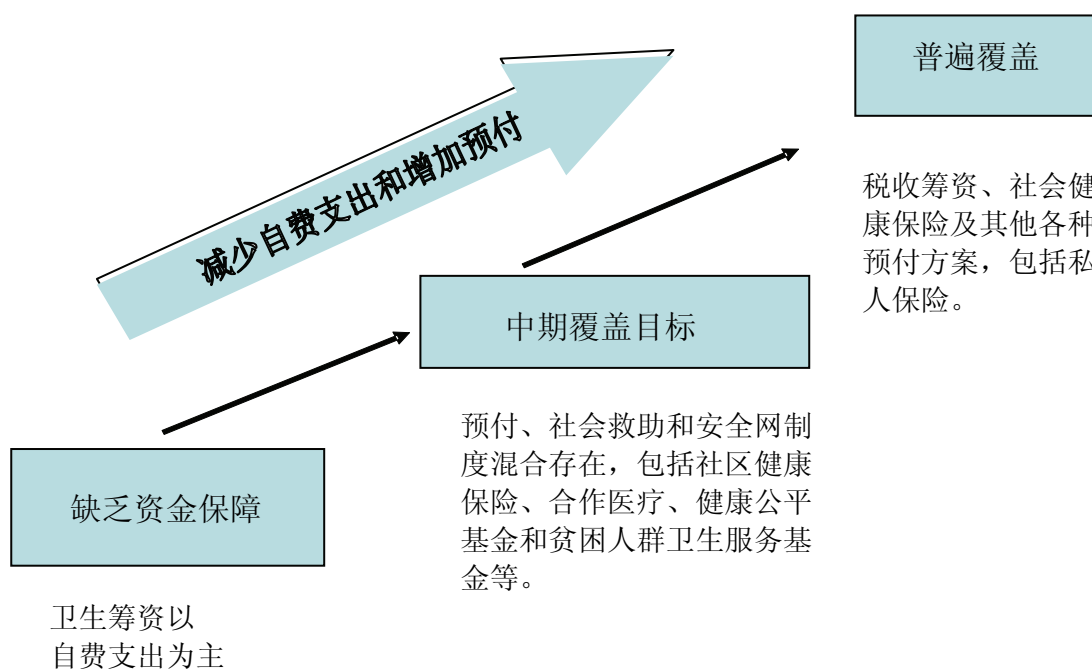 普遍覆盖
减少自费支出和增加预付
税收筹资、社会健
康保险及其他各种
预付方案，包括私
人保险。
中期覆盖目标
预付、社会救助和安全网制
度混合存在，包括社区健康
保险、合作医疗、健康公平
基金和贫困人群卫生服务基
金等。
缺乏资金保障
卫生筹资以
自费支出为主